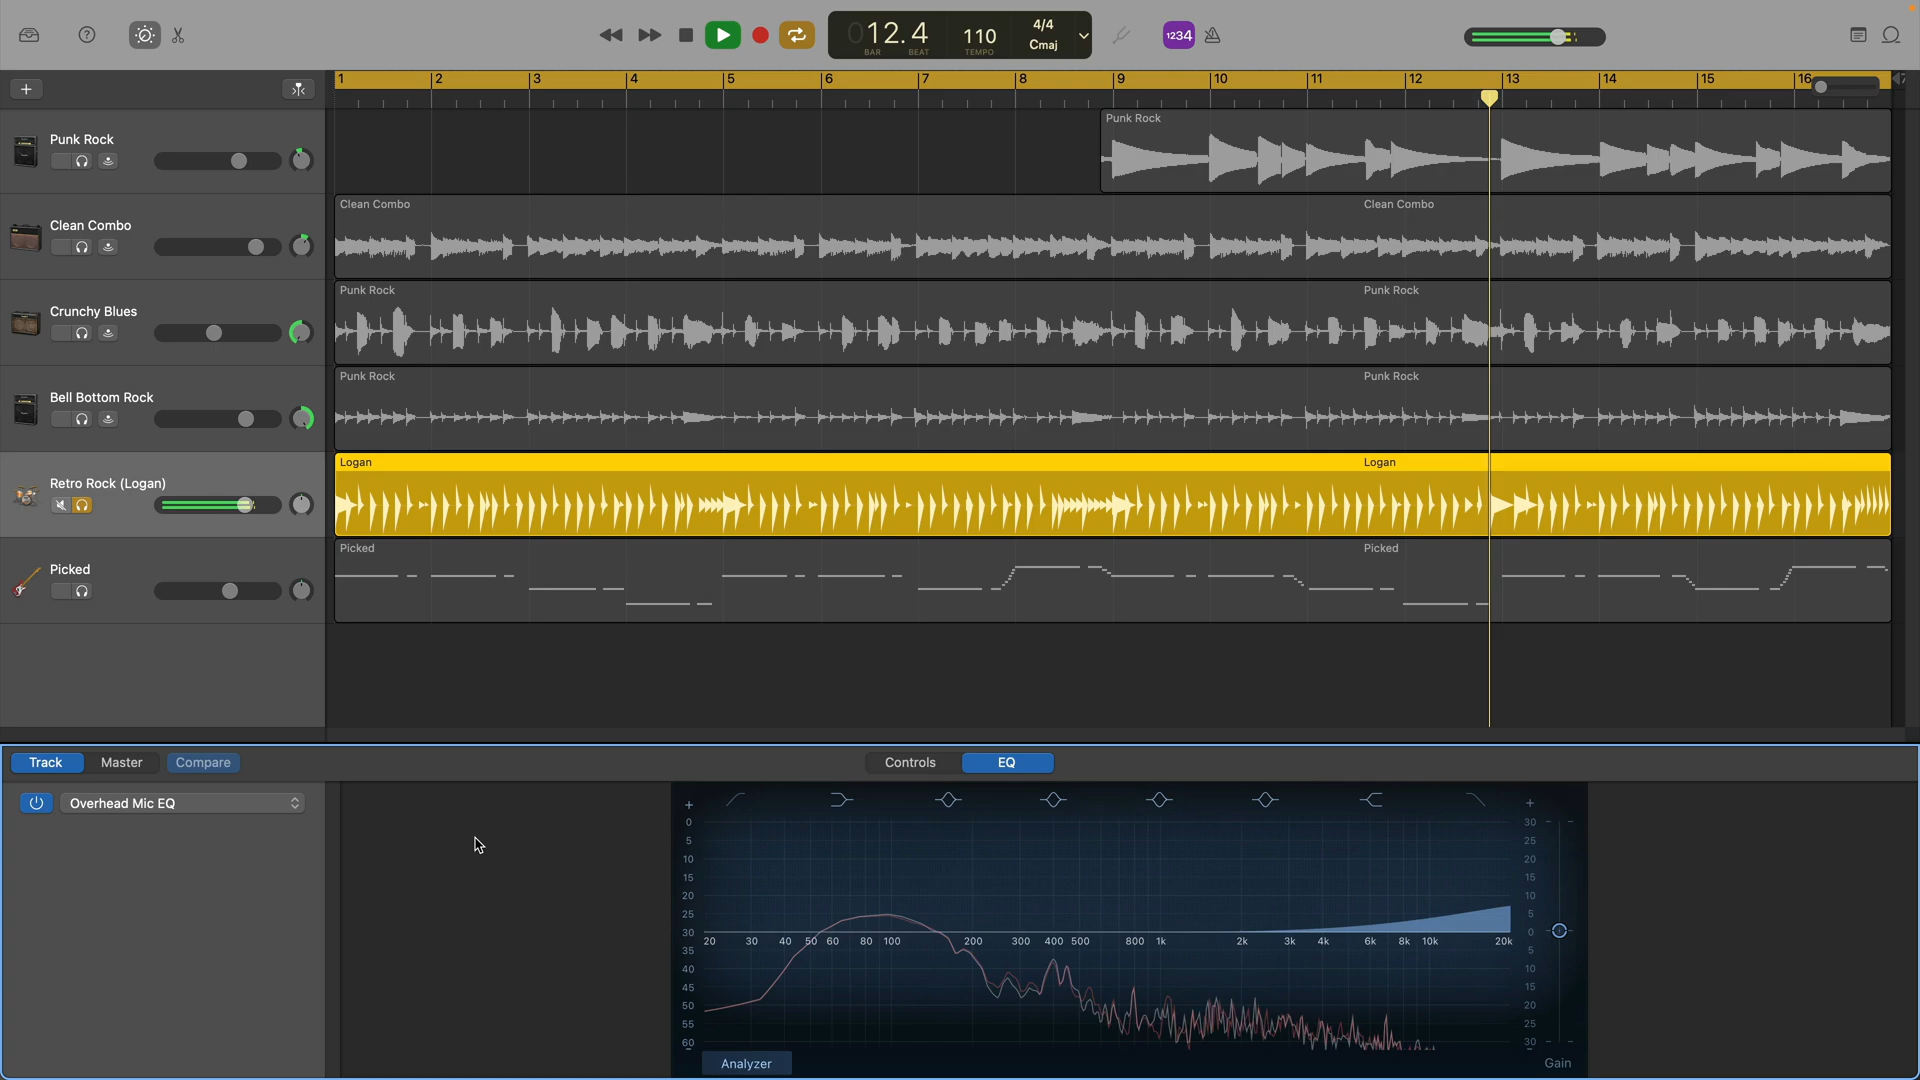 012.4
BAR BEAT
110
TEMPO
4/4
Cmaj
1234
1 2 3 4 5 6 7 8 9 10 11 12 13 14 15 16
Punk Rock
Punk Rock
Clean Combo
Clean Combo
Clean Combo
Crunchy Blues
Punk Rock
Punk Rock
Bell Bottom Rock
Punk Rock
Punk Rock
Retro Rock (Logan)
Logan
Logan
Picked
Picked
Picked
Track Master Compare
Controls EQ
Overhead Mic EQ
+ +
0 30
5 25
10 20
15 15
20 10
25 5
30 0
20 30 40 50 60 80 100 200 300 400 500 800 1k 2k 3k 4k 6k 8k 10k 20k
35 5
40 10
45 15
50 20
55 25
60 30
Analyzer Gain